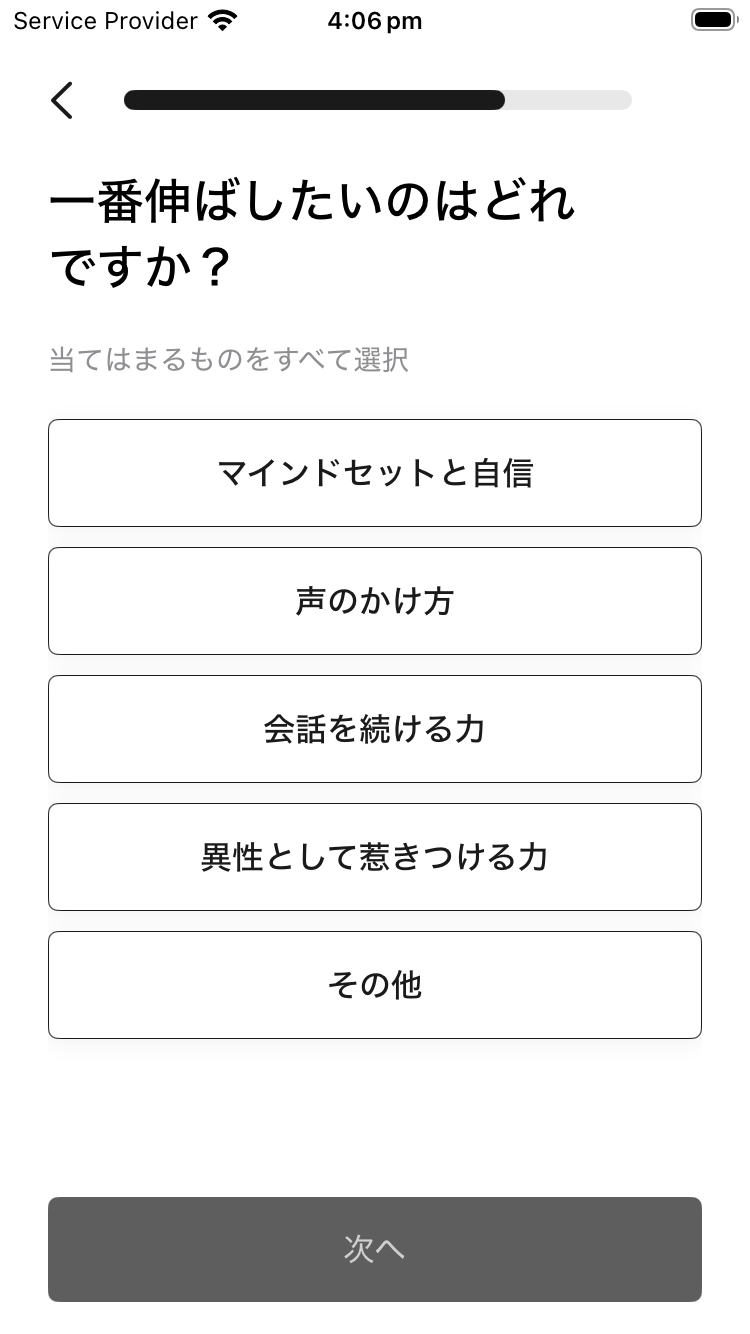 Service Provider 4:06 pm
一番伸ばしたいのはどれ
ですか？
当てはまるものをすべて選択
マインドセットと自信
声のかけ方
会話を続ける力
異性として惹きつける力
その他
次へ